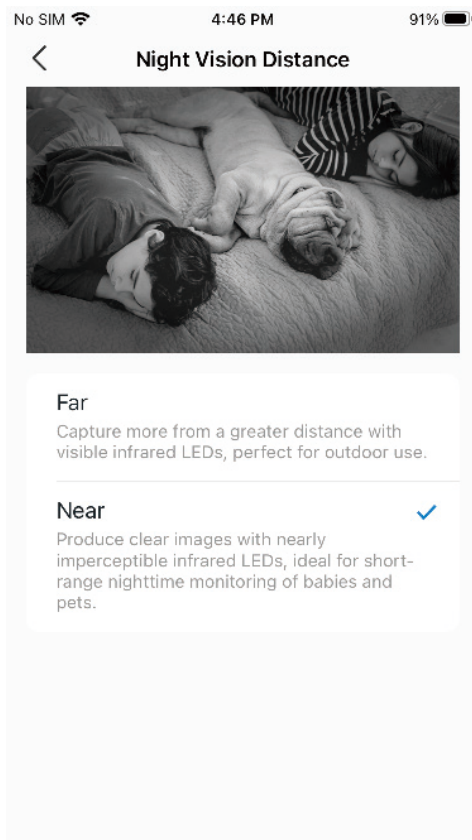 No SIM 4:46 PM 91%
Night Vision Distance
Far
Capture more from a greater distance with
visible infrared LEDs, perfect for outdoor use.
Near
Produce clear images with nearly
imperceptible infrared LEDs, ideal for short-
range nighttime monitoring of babies and
pets.